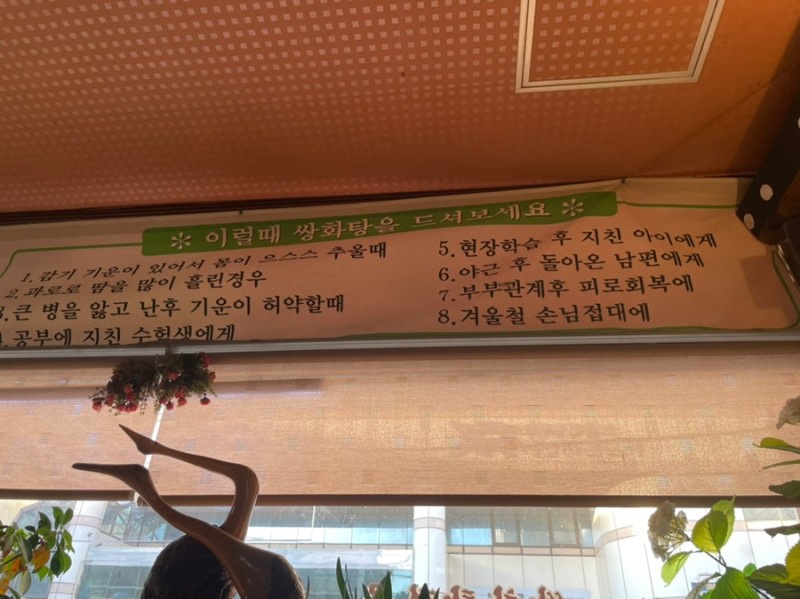 이럴때 쌍화탕을 드셔보세요
1. 감기 기운이 있어서 몸이 으스스 추울때
2. 과로로 땀을 많이 흘린경우
3. 큰 병을 앓고 난후 기운이 허약할때
4. 공부에 지친 수험생에게
5. 현장학습 후 지친 아이에게
6. 야근 후 돌아온 남편에게
7. 부부관계후 피로회복에
8. 겨울철 손님접대에